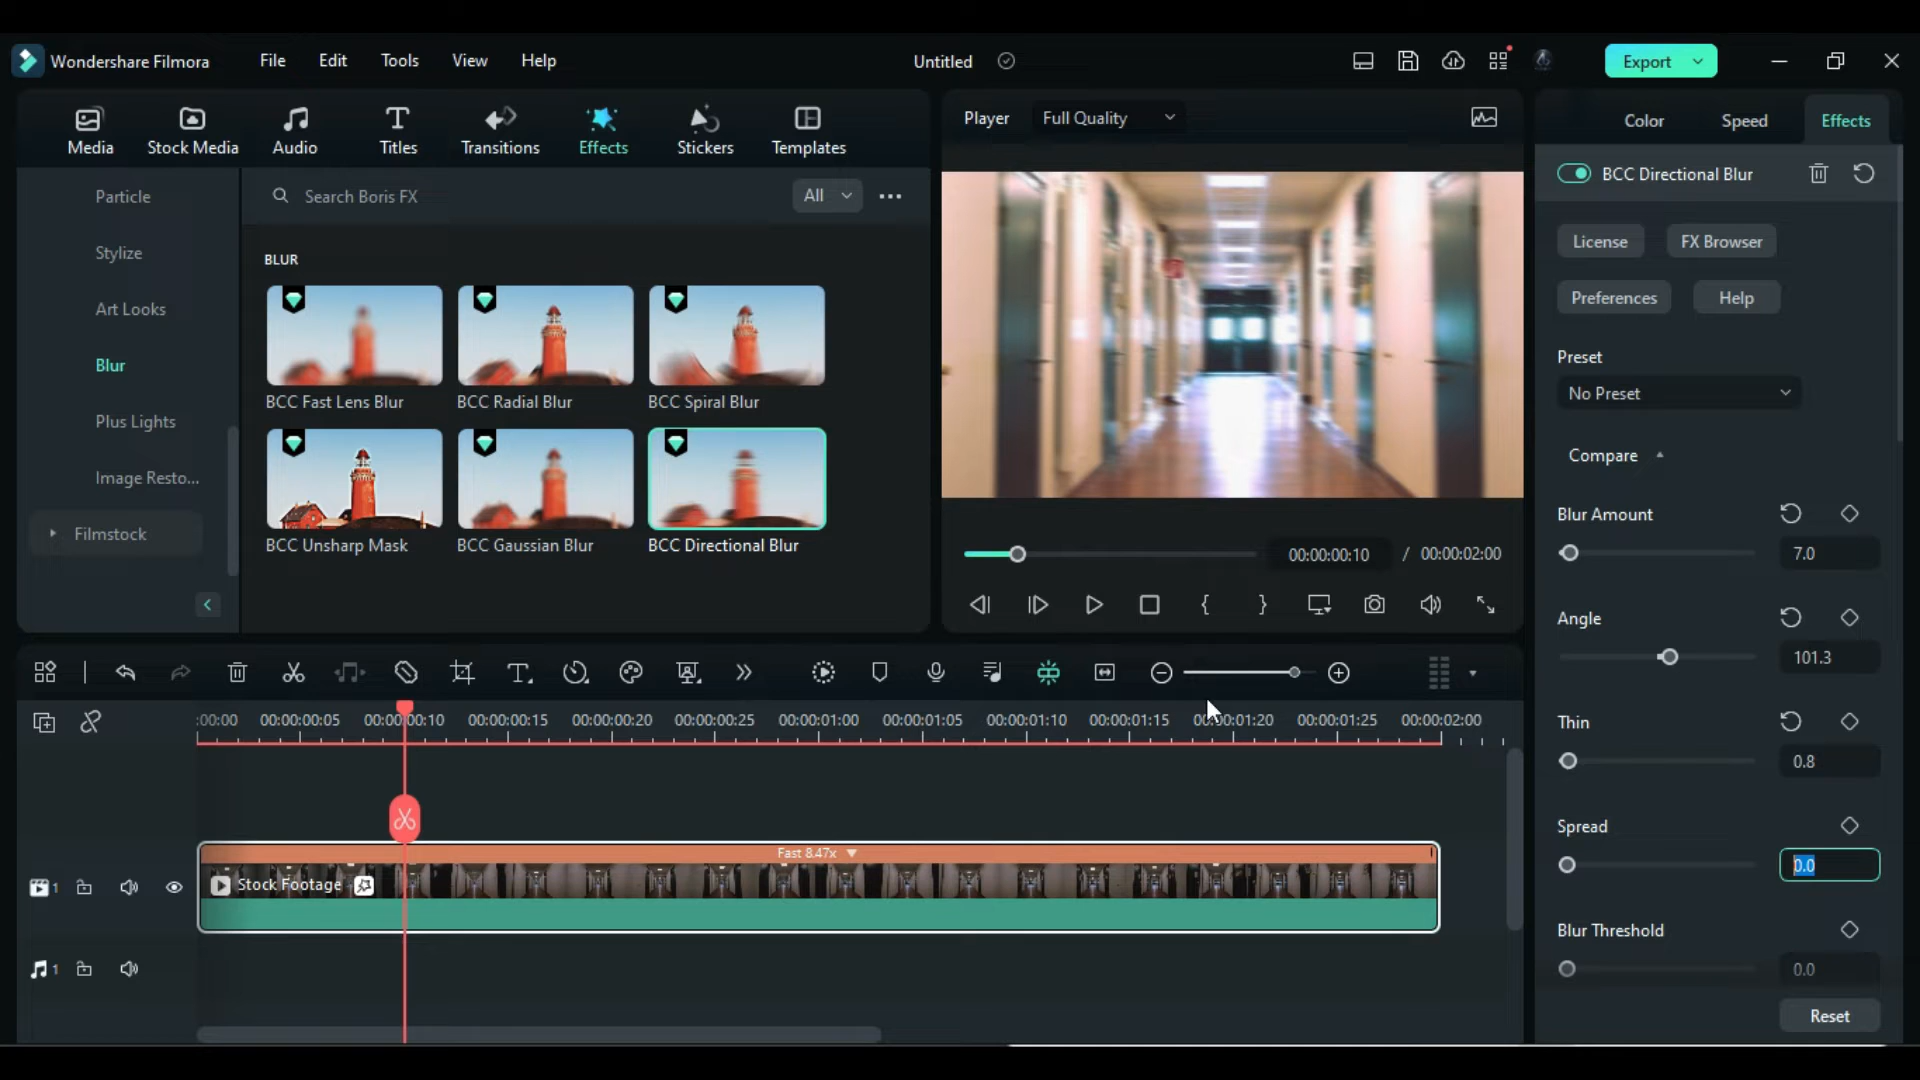 Wondershare Filmora
File
Edit
Tools
View
Help
Untitled
Export
Media
Stock Media
Audio
Titles
Transitions
Effects
Stickers
Templates
Player
Full Quality
Color
Speed
Effects
Particle
Stylize
Art Looks
Blur
Plus Lights
Image Resto...
Filmstock
Search Boris FX
All
BLUR
BCC Fast Lens Blur
BCC Radial Blur
BCC Spiral Blur
BCC Unsharp Mask
BCC Gaussian Blur
BCC Directional Blur
00:00:00:10
/ 00:00:02:00
{
}
BCC Directional Blur
License
FX Browser
Preferences
Help
Preset
No Preset
Compare
Blur Amount
7.0
Angle
101.3
Thin
0.8
Spread
0.0
Blur Threshold
0.0
Reset
:00:00
00:00:00:05
00:00:00:10
00:00:00:15
00:00:00:20
00:00:00:25
00:00:01:00
00:00:01:05
00:00:01:10
00:00:01:15
00:00:01:20
00:00:01:25
00:00:02:00
Fast 8.47x
1
Stock Footage
1